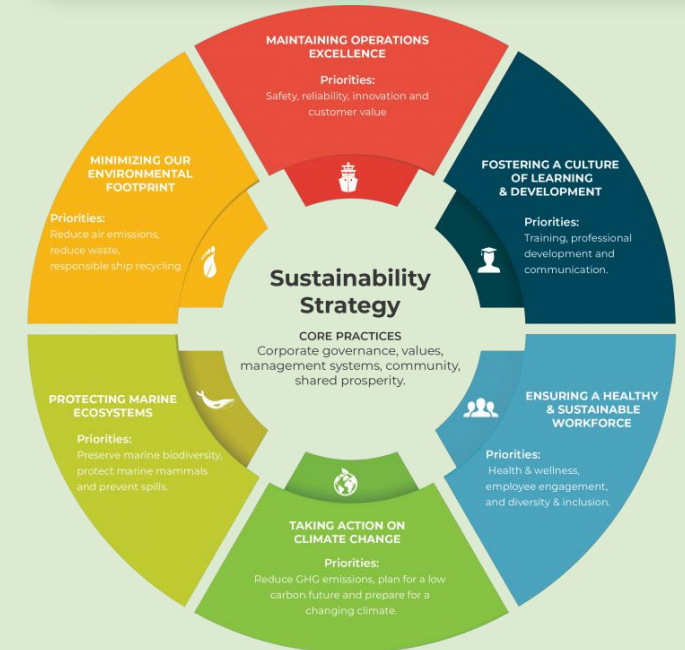 MAINTAINING OPERATIONS
EXCELLENCE
Priorities:
Safety, reliability, innovation and
customer value
FOSTERING A CULTURE
OF LEARNING
& DEVELOPMENT
Priorities:
Training, professional
development and
communication.
ENSURING A HEALTHY
& SUSTAINABLE
WORKFORCE
Priorities:
Health & wellness,
employee engagement,
and diversity & inclusion.
TAKING ACTION ON
CLIMATE CHANGE
Priorities:
Reduce GHG emissions, plan for a low
carbon future and prepare for a
changing climate.
PROTECTING MARINE
ECOSYSTEMS
Priorities:
Preserve marine biodiversity,
protect marine mammals
and prevent spills.
MINIMIZING OUR
ENVIRONMENTAL
FOOTPRINT
Priorities:
Reduce air emissions,
reduce waste,
responsible ship recycling
Sustainability
Strategy
CORE PRACTICES
Corporate governance, values,
management systems, community,
shared prosperity.